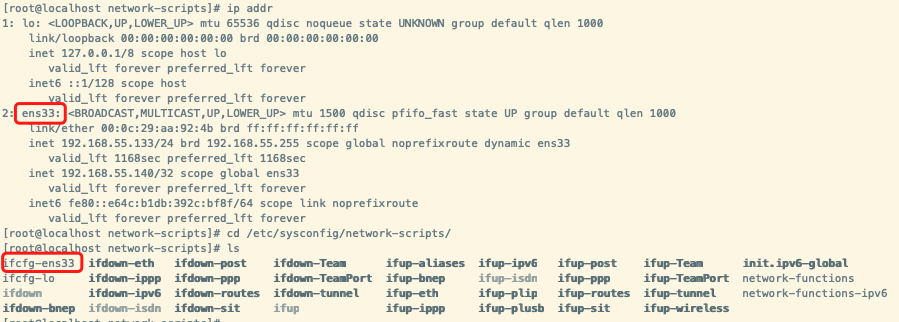 [root@localhost network-scripts]# ip addr
1: lo: <LOOPBACK,UP,LOWER_UP> mtu 65536 qdisc noqueue state UNKNOWN group default qlen 1000
    link/loopback 00:00:00:00:00:00 brd 00:00:00:00:00:00
    inet 127.0.0.1/8 scope host lo
       valid_lft forever preferred_lft forever
    inet6 ::1/128 scope host
       valid_lft forever preferred_lft forever
2: ens33: <BROADCAST,MULTICAST,UP,LOWER_UP> mtu 1500 qdisc pfifo_fast state UP group default qlen 1000
    link/ether 00:0c:29:aa:92:4b brd ff:ff:ff:ff:ff:ff
    inet 192.168.55.133/24 brd 192.168.55.255 scope global noprefixroute dynamic ens33
       valid_lft 1168sec preferred_lft 1168sec
    inet 192.168.55.140/32 scope global ens33
       valid_lft forever preferred_lft forever
    inet6 fe80::e64c:b1db:392c:bf8f/64 scope link noprefixroute
       valid_lft forever preferred_lft forever
[root@localhost network-scripts]# cd /etc/sysconfig/network-scripts/
[root@localhost network-scripts]# ls
ifcfg-ens33  ifdown-eth   ifdown-post    ifdown-Team      ifup-aliases  ifup-ipv6   ifup-post    ifup-Team      init.ipv6-global
ifcfg-lo     ifdown-ippp  ifdown-ppp     ifdown-TeamPort  ifup-bnep     ifup-isdn   ifup-ppp     ifup-TeamPort  network-functions
ifdown       ifdown-ipv6  ifdown-routes  ifdown-tunnel    ifup-eth      ifup-plip   ifup-routes  ifup-tunnel    network-functions-ipv6
ifdown-bnep  ifdown-isdn  ifdown-sit     ifup             ifup-ippp     ifup-plusb  ifup-sit     ifup-wireless
[root@localhost network-scripts]#